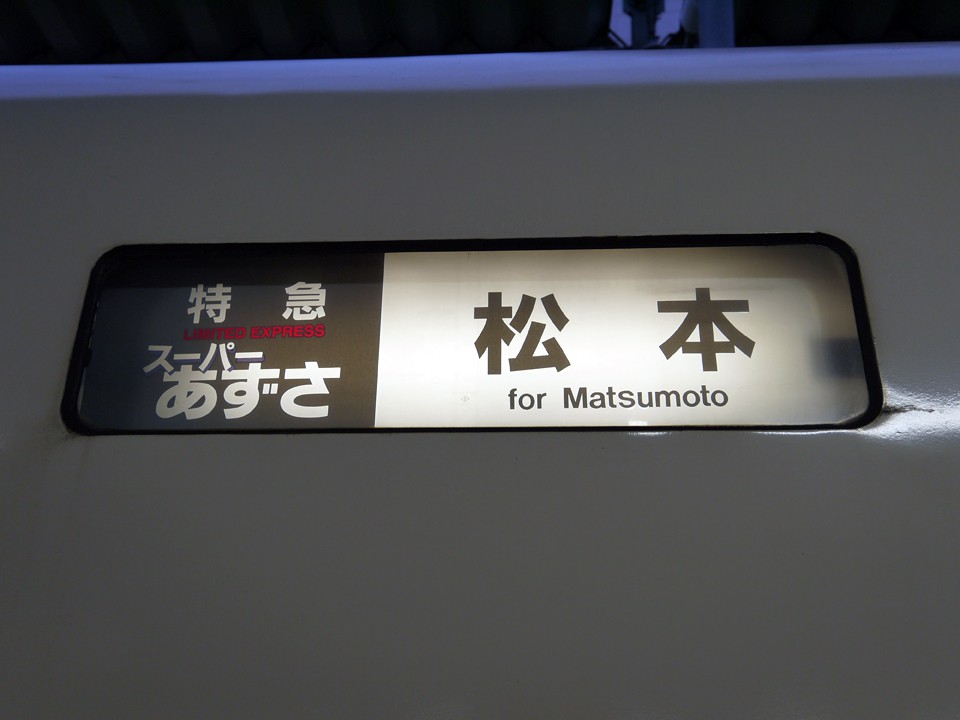 特急
LIMITED EXPRESS
スーパー
あずさ
松本
for Matsumoto